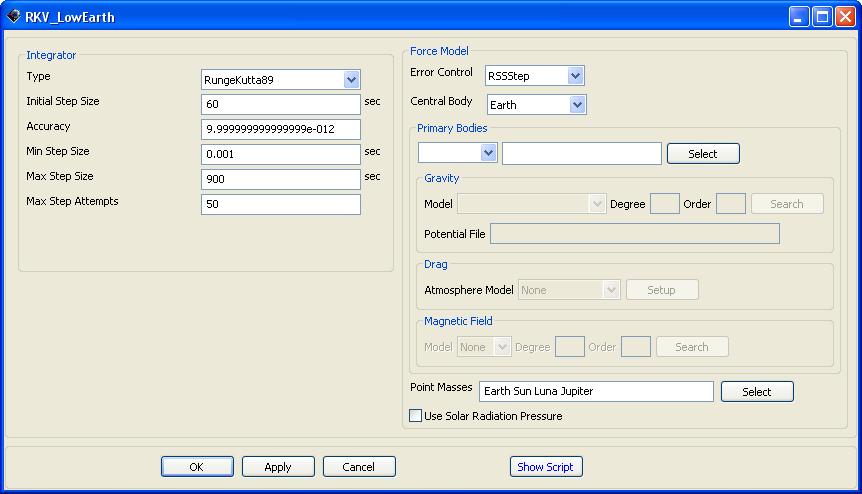 RKV_LowEarth
Integrator
Type RungeKutta89
Initial Step Size 60 sec
Accuracy 9.999999999999999e-012
Min Step Size 0.001 sec
Max Step Size 900 sec
Max Step Attempts 50
Force Model
Error Control RSSStep
Central Body Earth
Primary Bodies
Select
Gravity
Model Degree Order Search
Potential File
Drag
Atmosphere Model None Setup
Magnetic Field
Model None Degree Order Search
Point Masses Earth Sun Luna Jupiter Select
Use Solar Radiation Pressure
OK Apply Cancel Show Script